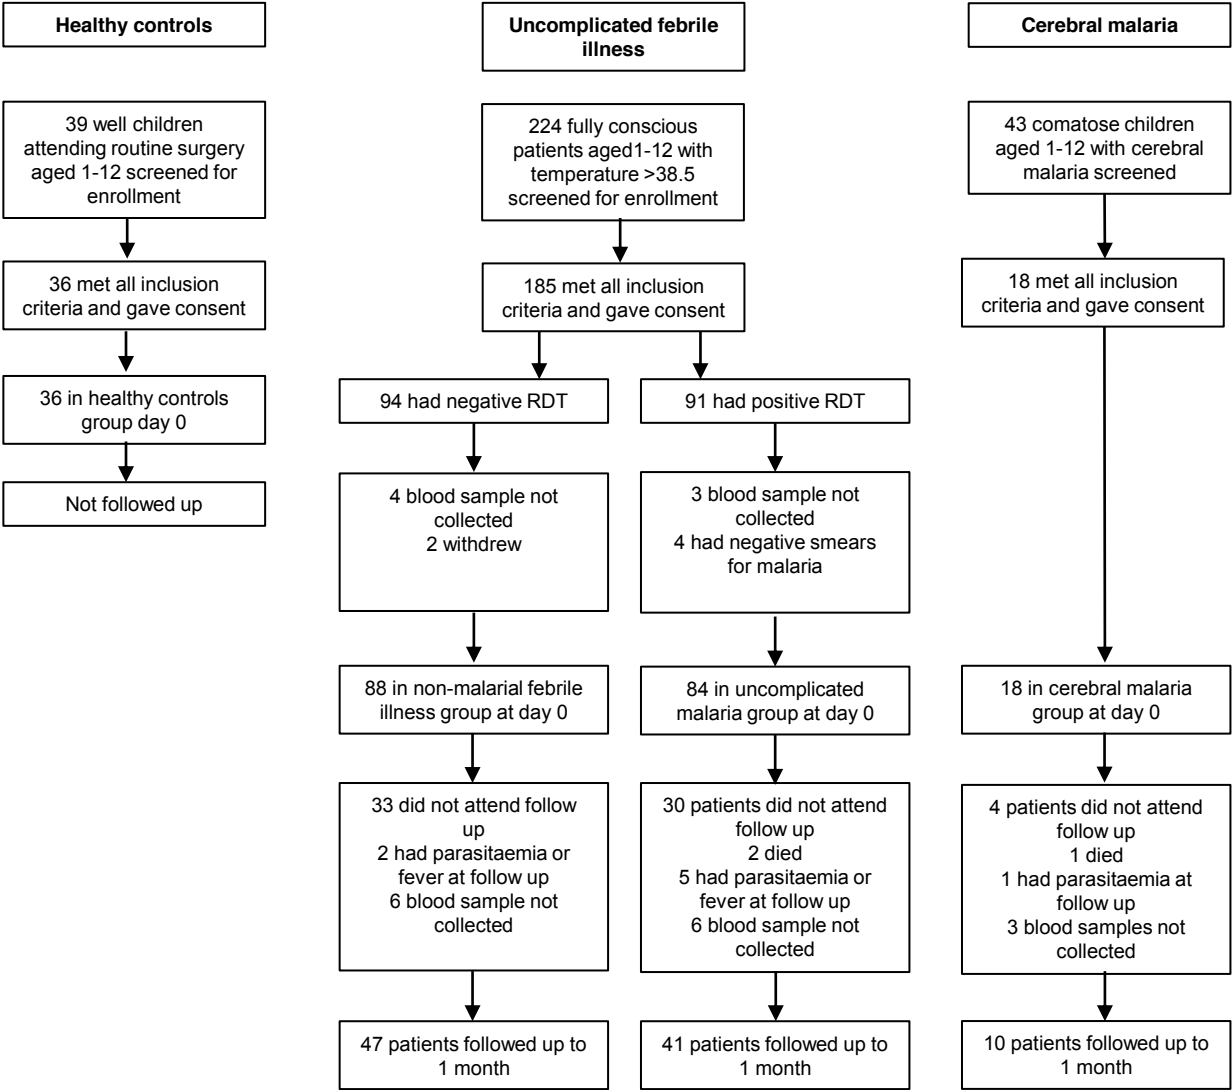 Healthy controls
39 well children
attending routine surgery
aged 1-12 screened for
enrollment
36 met all inclusion
criteria and gave consent
36 in healthy controls
group day 0
Not followed up
Uncomplicated febrile
illness
224 fully conscious
patients aged1-12 with
temperature >38.5
screened for enrollment
185 met all inclusion
criteria and gave consent
94 had negative RDT
4 blood sample not
collected
2 withdrew
88 in non-malarial febrile
illness group at day 0
33 did not attend follow
up
2 had parasitaemia or
fever at follow up
6 blood sample not
collected
47 patients followed up to
1 month
91 had positive RDT
3 blood sample not
collected
4 had negative smears
for malaria
84 in uncomplicated
malaria group at day 0
30 patients did not attend
follow up
2 died
5 had parasitaemia or
fever at follow up
6 blood sample not
collected
41 patients followed up to
1 month
Cerebral malaria
43 comatose children
aged 1-12 with cerebral
malaria screened
18 met all inclusion
criteria and gave consent
18 in cerebral malaria
group at day 0
4 patients did not attend
follow up
1 died
1 had parasitaemia at
follow up
3 blood samples not
collected
10 patients followed up to
1 month